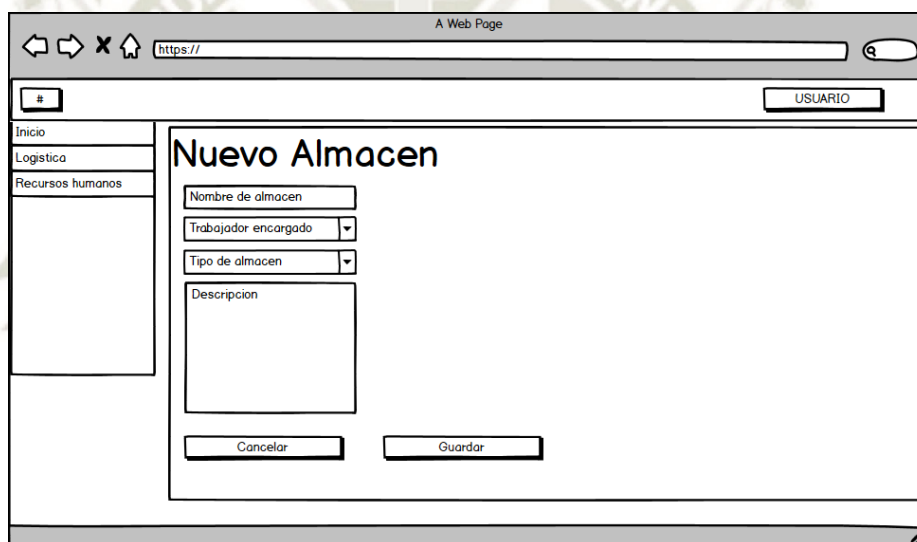 A Web Page
https://
#
USUARIO
Inicio
Logistica
Recursos humanos
Nuevo Almacen
Nombre de almacen
Trabajador encargado
Tipo de almacen
Descripcion
Cancelar
Guardar